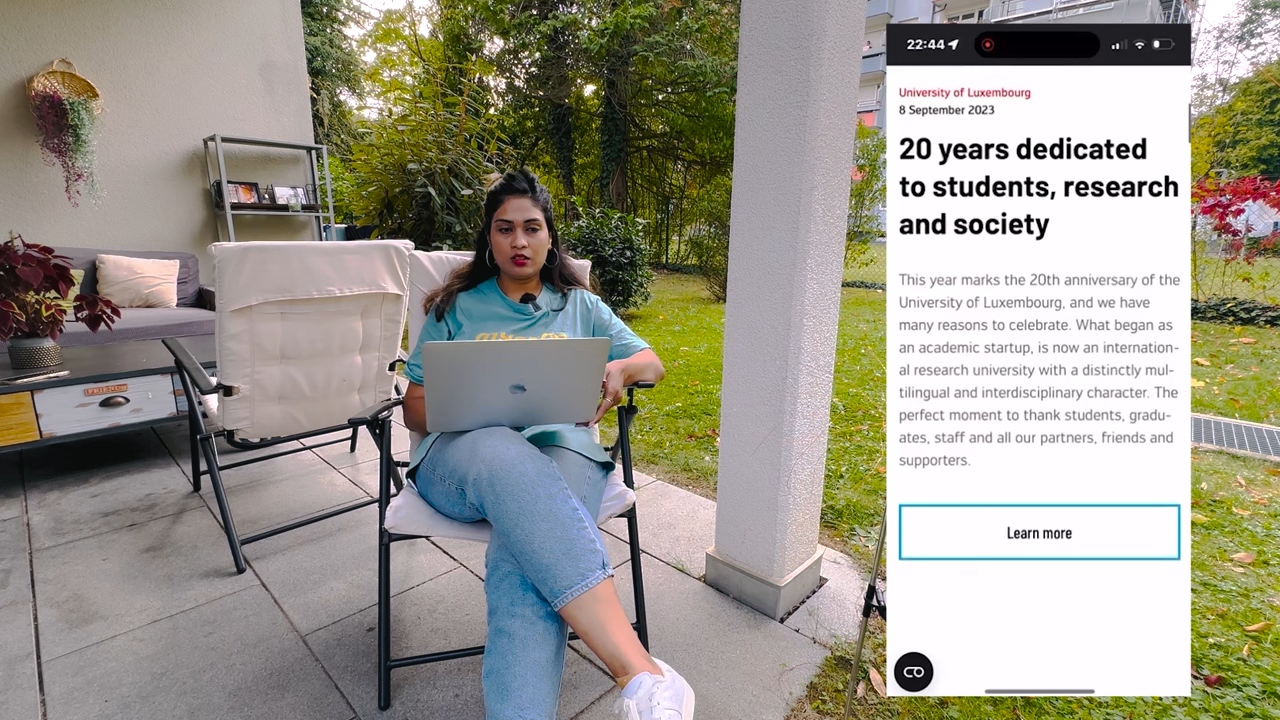 22:44
University of Luxembourg
8 September 2023
20 years dedicated
to students, research
and society
This year marks the 20th anniversary of the
University of Luxembourg, and we have
many reasons to celebrate. What began as
an academic startup, is now an internation-
al research university with a distinctly mul-
tilingual and interdisciplinary character. The
perfect moment to thank students, gradu-
ates, staff and all our partners, friends and
supporters.
Learn more
FRIENDS